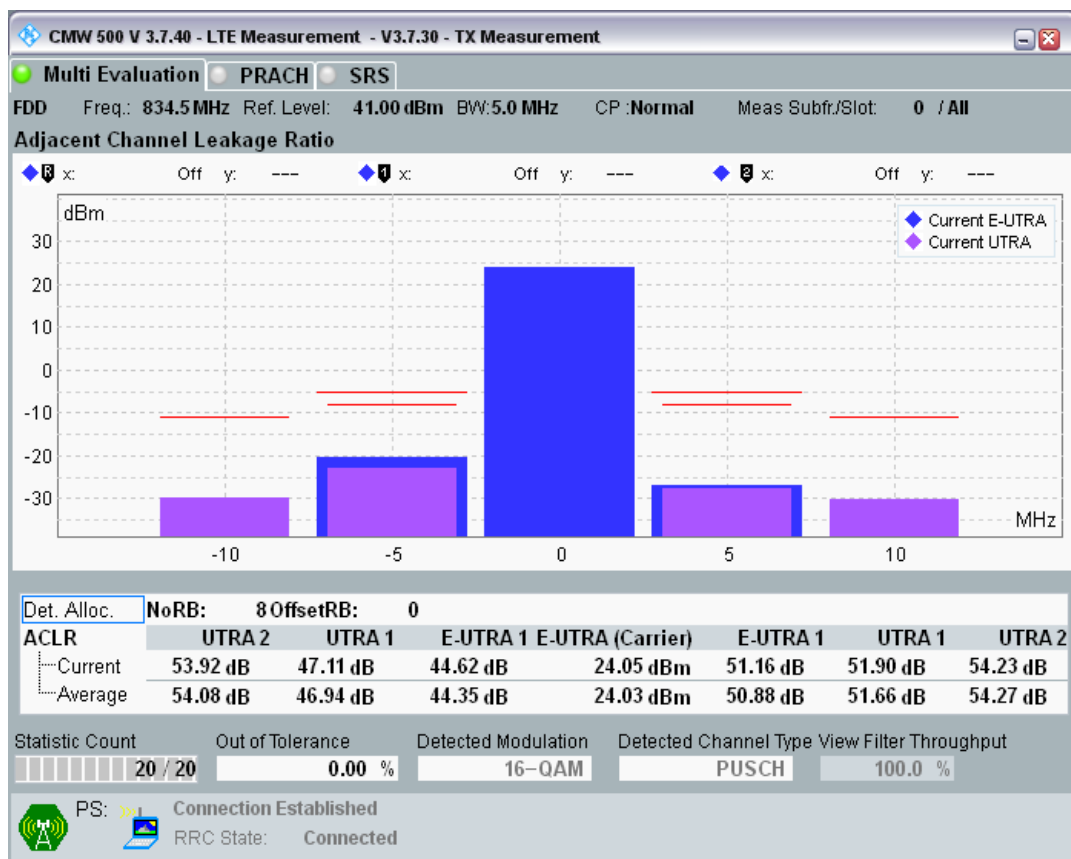 CMW 500 V 3.7.40 - LTE Measurement - V3.7.30 - TX Measurement
Multi Evaluation PRACH SRS
FDD Freq.: 834.5 MHz Ref. Level: 41.00 dBm BW:5.0 MHz CP :Normal Meas Subfr./Slot: 0 / All
Adjacent Channel Leakage Ratio
R x: Off y: --- 1 x: Off y: --- 2 x: Off y: ---
dBm
Current E-UTRA
Current UTRA
30
20
10
0
-10
-20
-30
MHz
-10 -5 0 5 10
Det. Alloc. NoRB: 8 OffsetRB: 0
ACLR UTRA 2 UTRA 1 E-UTRA 1 E-UTRA (Carrier) E-UTRA 1 UTRA 1 UTRA 2
Current 53.92 dB 47.11 dB 44.62 dB 24.05 dBm 51.16 dB 51.90 dB 54.23 dB
Average 54.08 dB 46.94 dB 44.35 dB 24.03 dBm 50.88 dB 51.66 dB 54.27 dB
Statistic Count Out of Tolerance Detected Modulation Detected Channel Type View Filter Throughput
20 / 20 0.00 % 16-QAM PUSCH 100.0 %
PS: Connection Established
RRC State: Connected